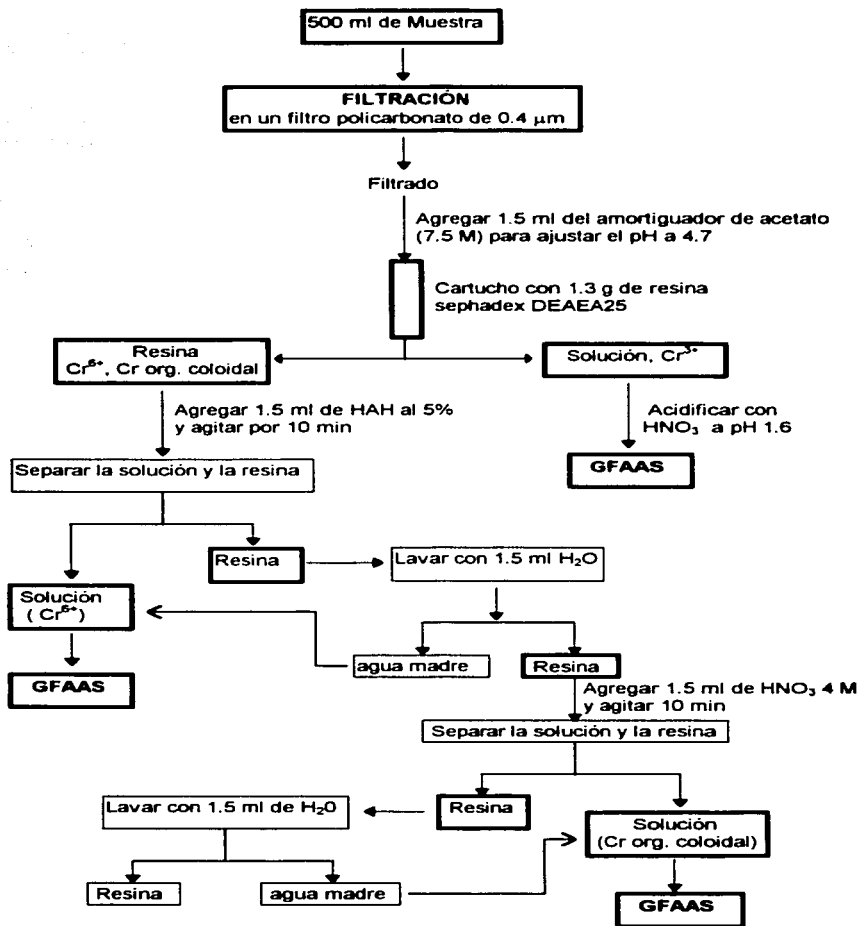 500 ml de Muestra
FILTRACIÓN
en un filtro policarbonato de 0.4 μm
Filtrado
Agregar 1.5 ml del amortiguador de acetato
(7.5 M) para ajustar el pH a 4.7
Cartucho con 1.3 g de resina
sephadex DEAEA25
Resina
Cr⁶⁺, Cr org. coloidal
Solución, Cr³⁺
Agregar 1.5 ml de HAH al 5%
y agitar por 10 min
Acidificar con
HNO₃ a pH 1.6
GFAAS
Separar la solución y la resina
Resina
Lavar con 1.5 ml H₂O
Solución
( Cr⁶⁺)
agua madre
Resina
GFAAS
Agregar 1.5 ml de HNO₃ 4 M
y agitar 10 min
Separar la solución y la resina
Lavar con 1.5 ml de H₂0
Resina
Solución
(Cr org. coloidal)
Resina
agua madre
GFAAS